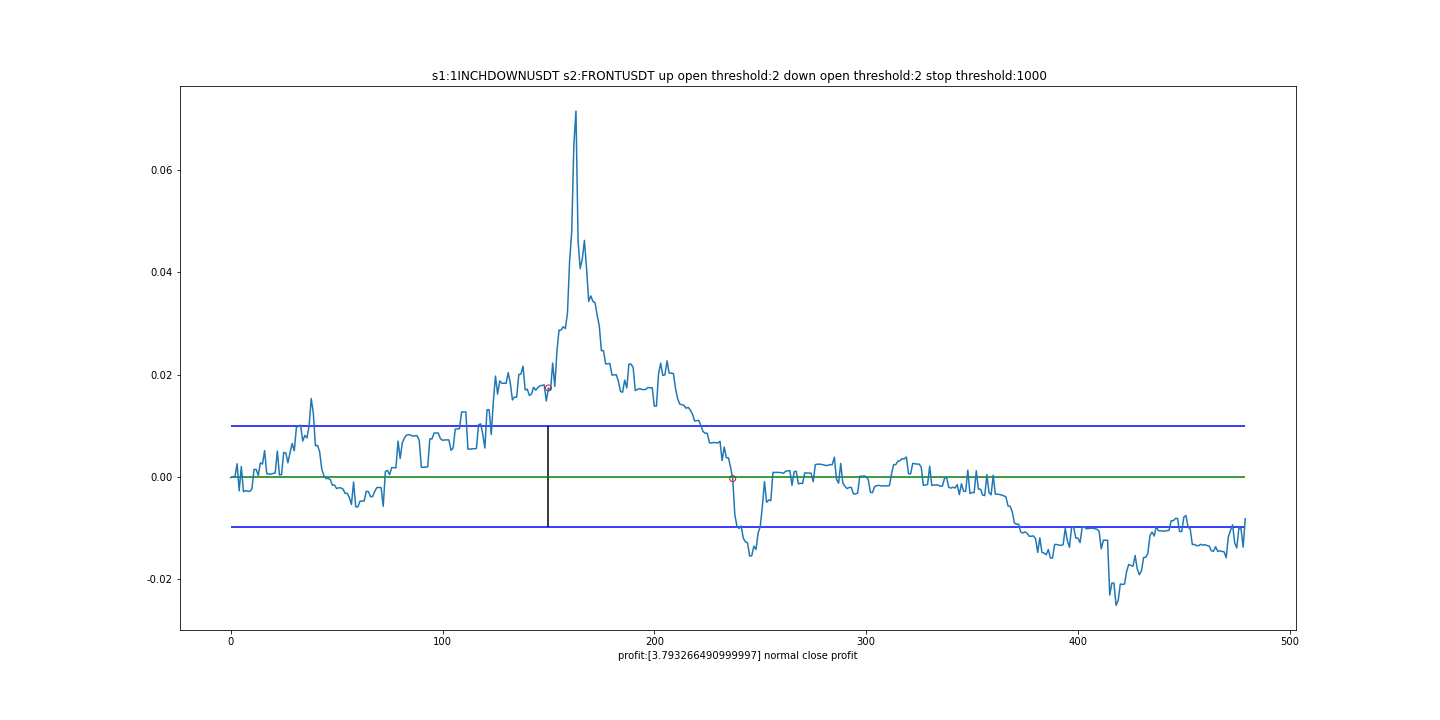 s1:1INCHDOWNUSDT s2:FRONTUSDT up open threshold:2 down open threshold:2 stop threshold:1000
0.06
0.04
0.02
0.00
-0.02
0 100 200 300 400 500
profit:[3.793266490999997] normal close profit